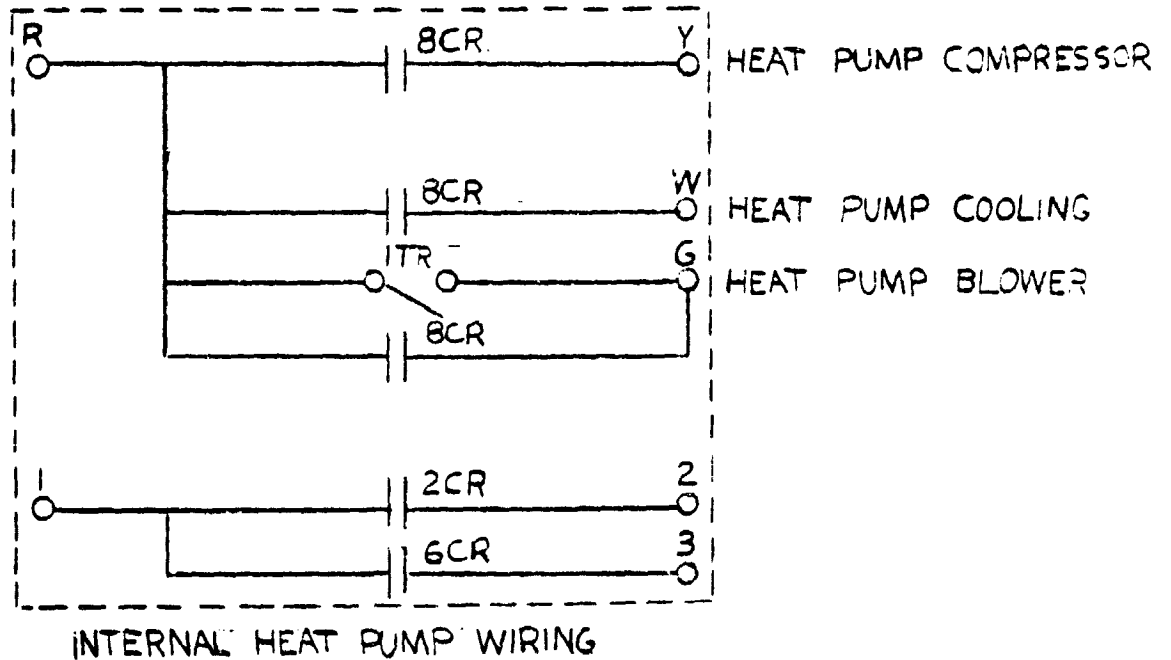 R
8CR
Y
HEAT PUMP COMPRESSOR
8CR
W
HEAT PUMP COOLING
1TR
G
HEAT PUMP BLOWER
8CR
1
2CR
2
6CR
3
INTERNAL HEAT PUMP WIRING